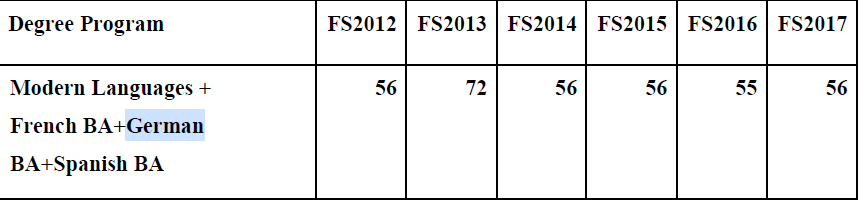 Degree Program FS2012 FS2013 FS2014 FS2015 FS2016 FS2017
Modern Languages + 56 72 56 56 55 56
French BA+German
BA+Spanish BA